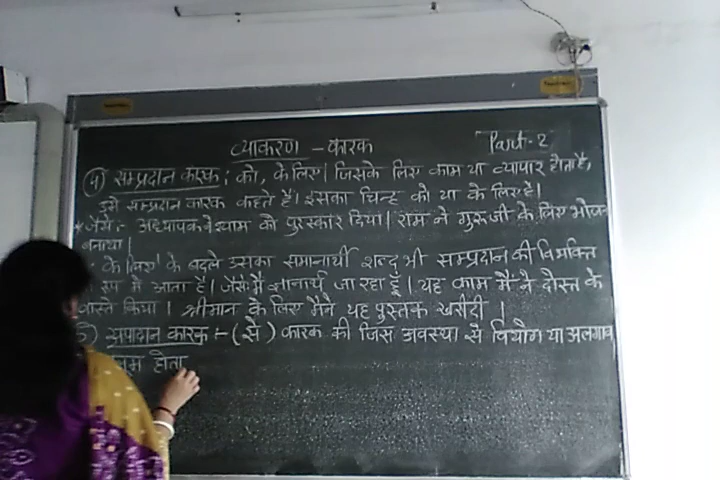 व्याकरण - कारक Part-2
(4) सम्प्रदान कारक : को, के लिए। जिसके लिए काम या व्यापार होता है,
इसे सम्प्रदान कारक कहते हैं। इसका चिन्ह को या के लिए है।
जैसे :- अध्यापक ने श्याम को पुरस्कार दिया। राम ने गुरूजी के लिए भोजन
बनाया।
"के लिए" के बदले उसका समानार्थी शब्द भी सम्प्रदान की विभक्ति
रूप में आता है। जैसे मैं ज्ञानार्थ जा रहा हूँ। यह काम मैंने दोस्त के
वास्ते किया। श्रीमान के लिए मैंने यह पुस्तक खरीदी।
5) अपादान कारक :- (से) कारक की जिस अवस्था से वियोग या अलगाव
होता